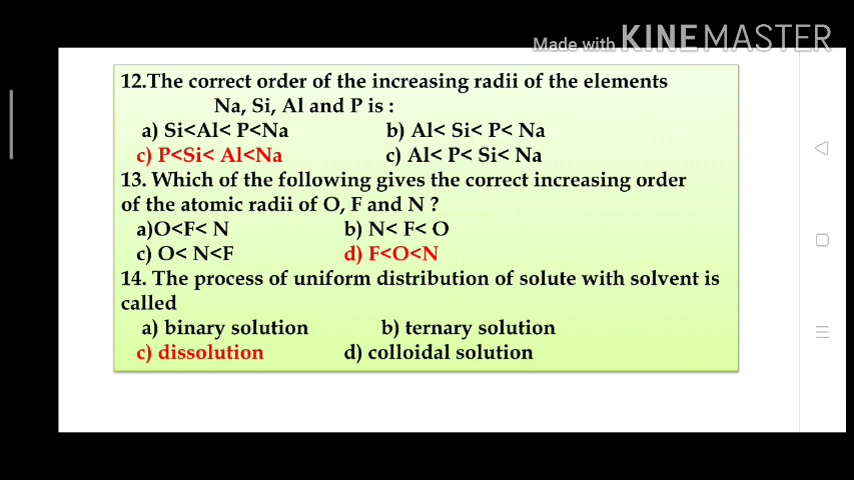 Made with KINEMASTER
12.The correct order of the increasing radii of the elements
Na, Si, Al and P is :
a) Si<Al< P<Na b) Al< Si< P< Na
c) P<Si< Al<Na c) Al< P< Si< Na
13. Which of the following gives the correct increasing order
of the atomic radii of O, F and N ?
a)O<F< N b) N< F< O
c) O< N<F d) F<O<N
14. The process of uniform distribution of solute with solvent is
called
a) binary solution b) ternary solution
c) dissolution d) colloidal solution